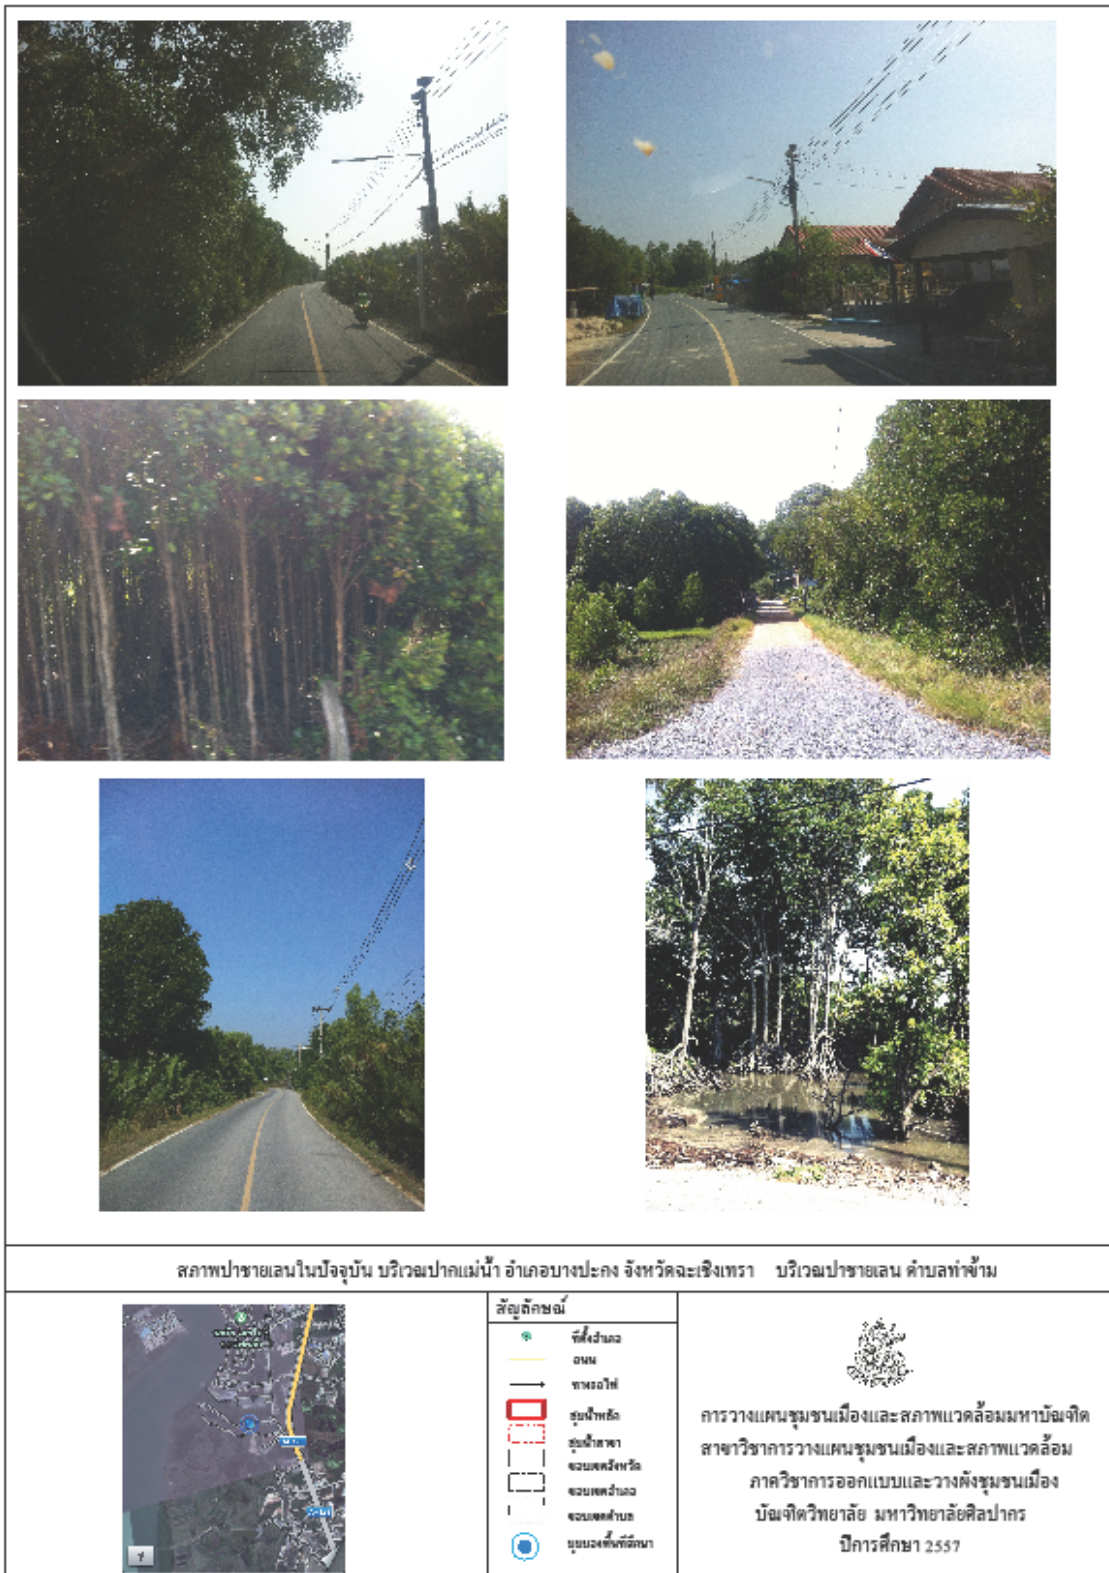 สภาพป่าชายเลนในปัจจุบัน บริเวณปากแม่น้ำ อำเภอบางปะกง จังหวัดฉะเชิงเทรา บริเวณป่าชายเลน ตำบลท่าข้าม
สัญลักษณ์
ที่ตั้งอำเภอ
ถนน
ทางรถไฟ
ลุ่มน้ำหลัก
ลุ่มน้ำสาขา
ขอบเขตจังหวัด
ขอบเขตอำเภอ
ขอบเขตตำบล
มุมมองพื้นที่ศึกษา
การวางแผนชุมชนเมืองและสภาพแวดล้อมมหาบัณฑิต
สาขาวิชาการวางแผนชุมชนเมืองและสภาพแวดล้อม
ภาควิชาการออกแบบและวางผังชุมชนเมือง
บัณฑิตวิทยาลัย มหาวิทยาลัยศิลปากร
ปีการศึกษา 2557